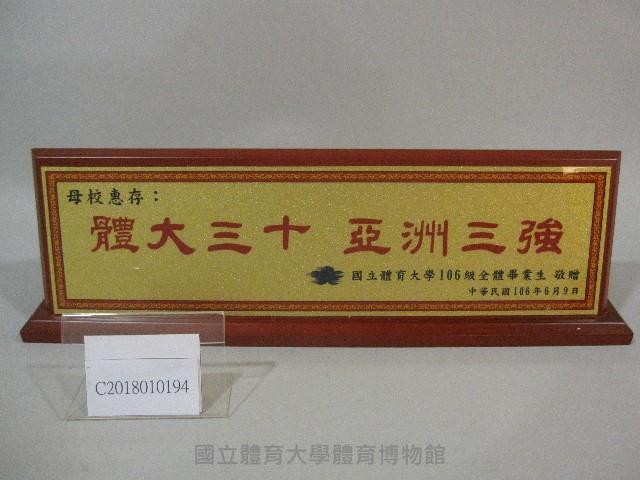 母校惠存：
體大三十 亞洲三強
國立體育大學106級全體畢業生 敬贈
中華民國106年6月9日
C2018010194
國立體育大學體育博物館